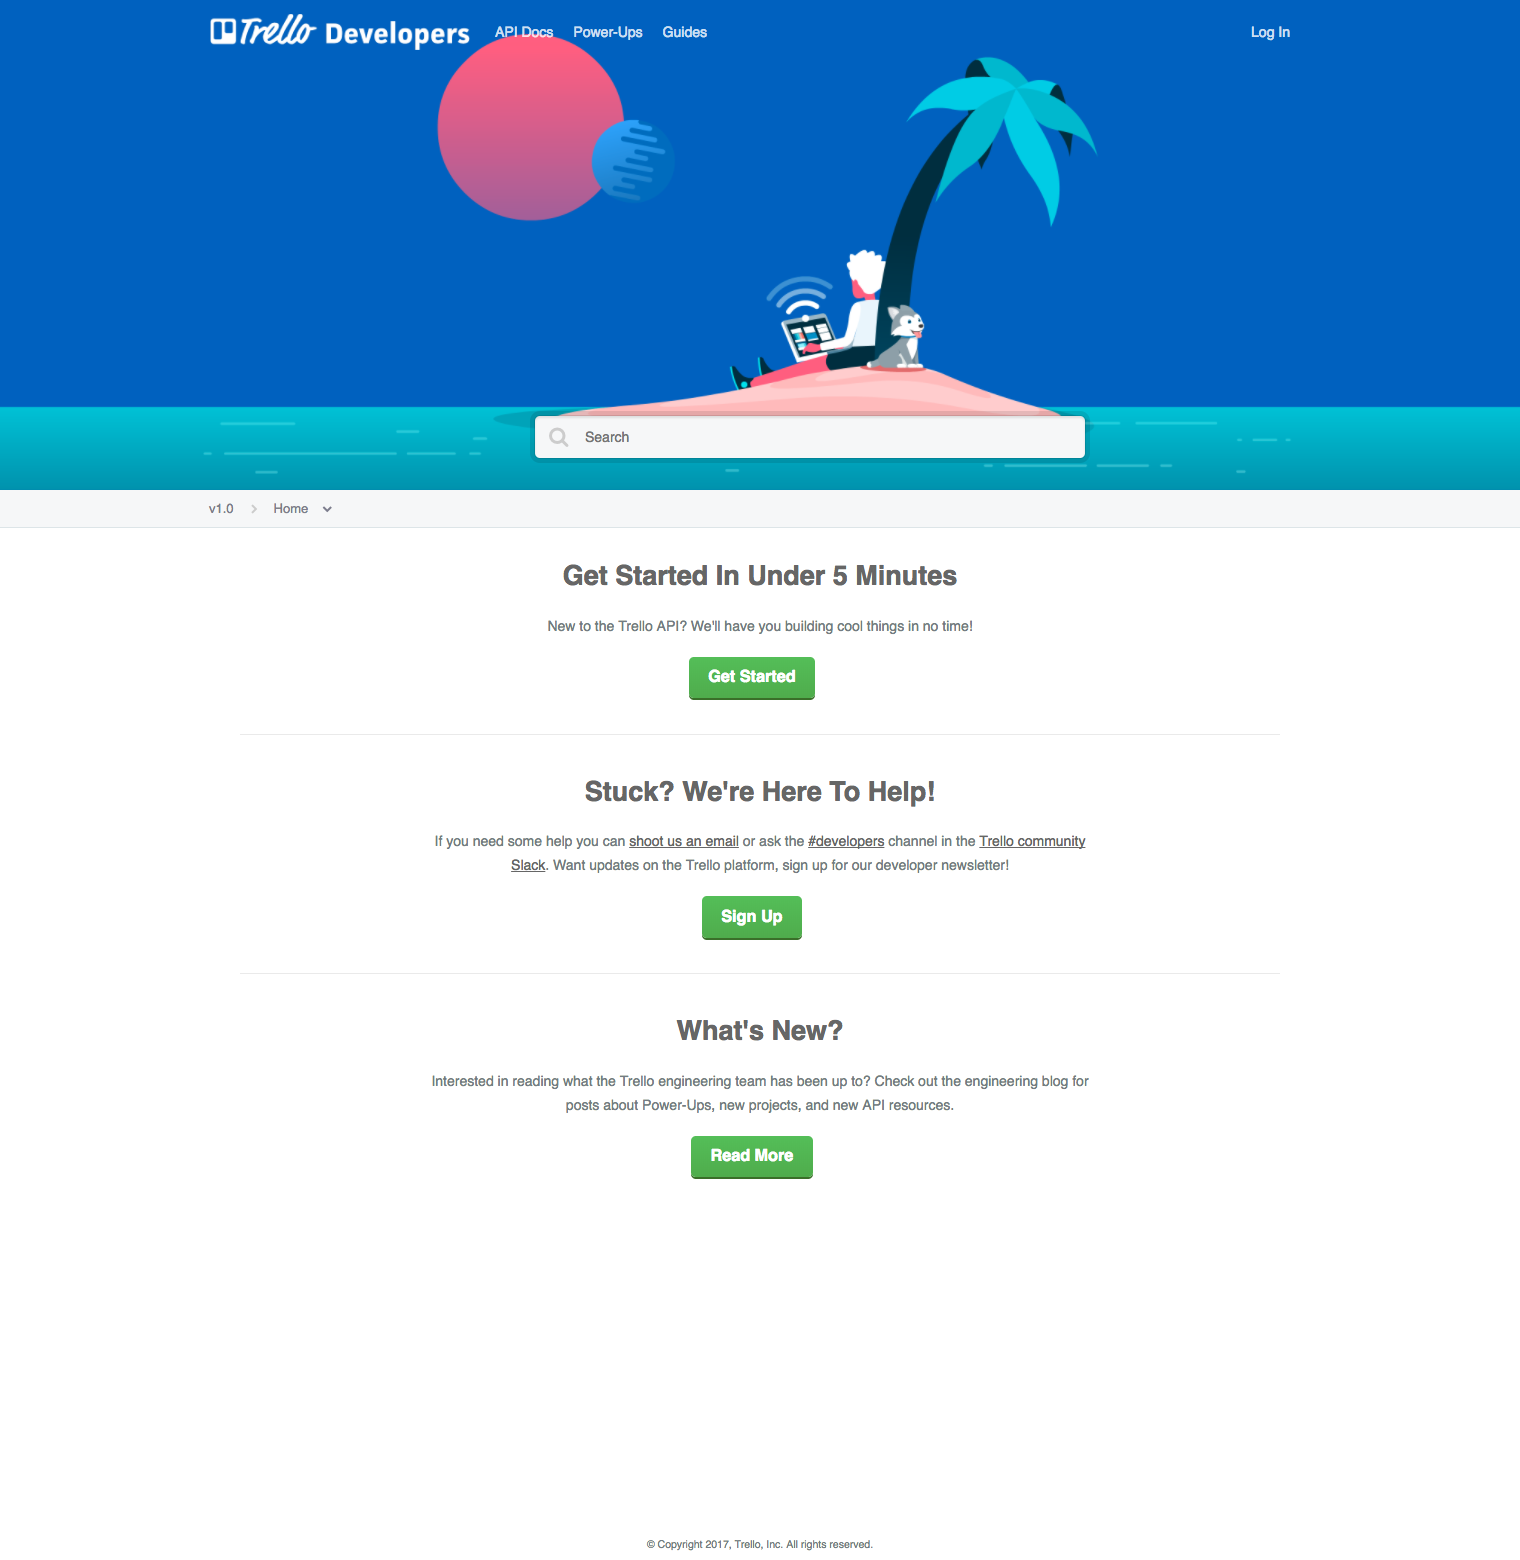 Trello Developers API Docs Power-Ups Guides Log In
Search
v1.0 Home
Get Started In Under 5 Minutes
New to the Trello API? We'll have you building cool things in no time!
Get Started
Stuck? We're Here To Help!
If you need some help you can shoot us an email or ask the #developers channel in the Trello community
Slack. Want updates on the Trello platform, sign up for our developer newsletter!
Sign Up
What's New?
Interested in reading what the Trello engineering team has been up to? Check out the engineering blog for
posts about Power-Ups, new projects, and new API resources.
Read More
© Copyright 2017, Trello, Inc. All rights reserved.